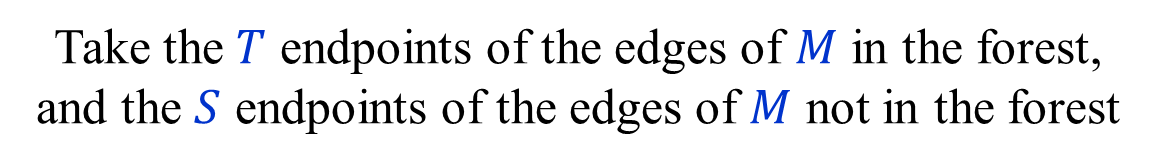 Take the T endpoints of the edges of M in the forest,
and the S endpoints of the edges of M not in the forest